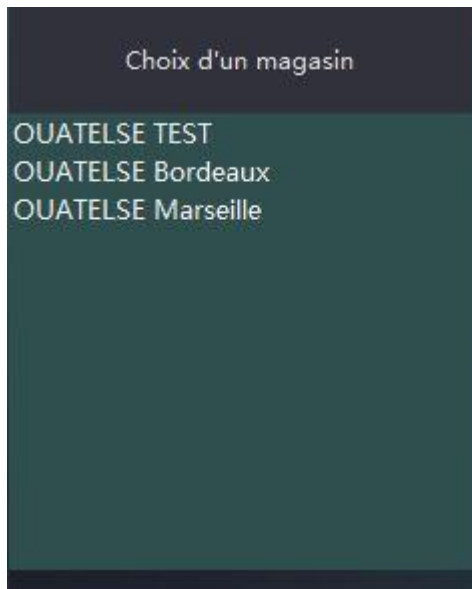 Choix d'un magasin
OUATELSE TEST
OUATELSE Bordeaux
OUATELSE Marseille